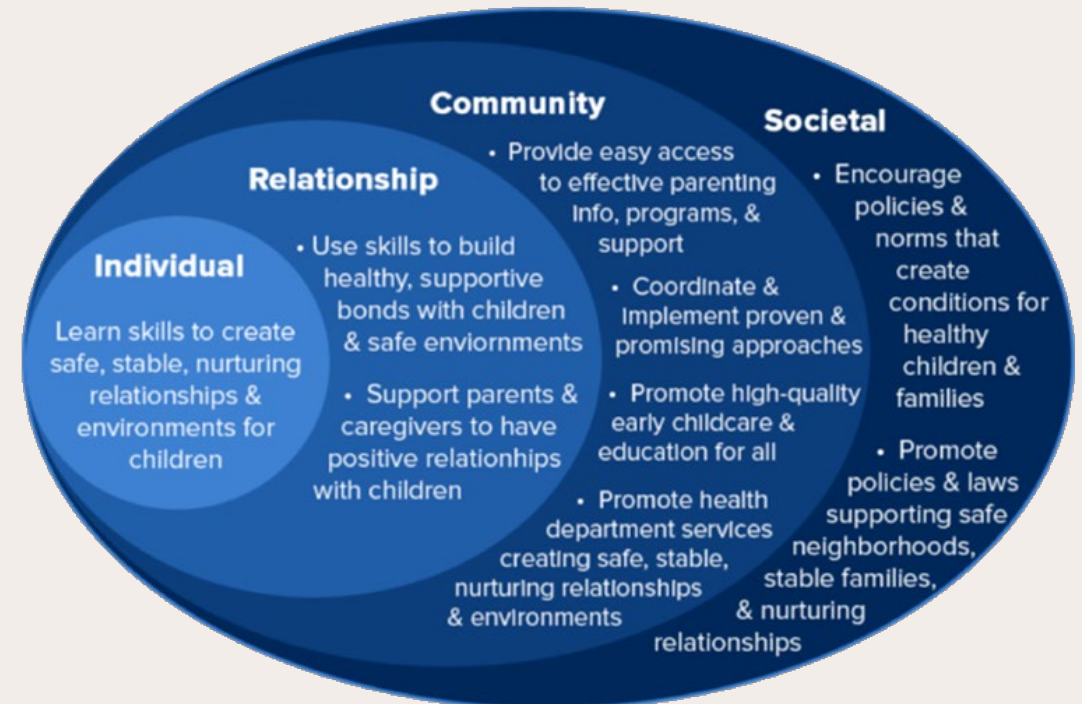 Individual
Learn skills to create
safe, stable, nurturing
relationships &
environments for
children
Relationship
• Use skills to build
healthy, supportive
bonds with children
& safe enviornments
• Support parents &
caregivers to have
positive relationhips
with children
Community
• Provide easy access
to effective parenting
info, programs, &
support
• Coordinate &
implement proven &
promising approaches
• Promote high-quality
early childcare &
education for all
• Promote health
department services
creating safe, stable,
nurturing relationships
& environments
Societal
• Encourage
policies &
norms that
create
conditions for
healthy
children &
families
• Promote
policies & laws
supporting safe
neighborhoods,
stable families,
& nurturing
relationships